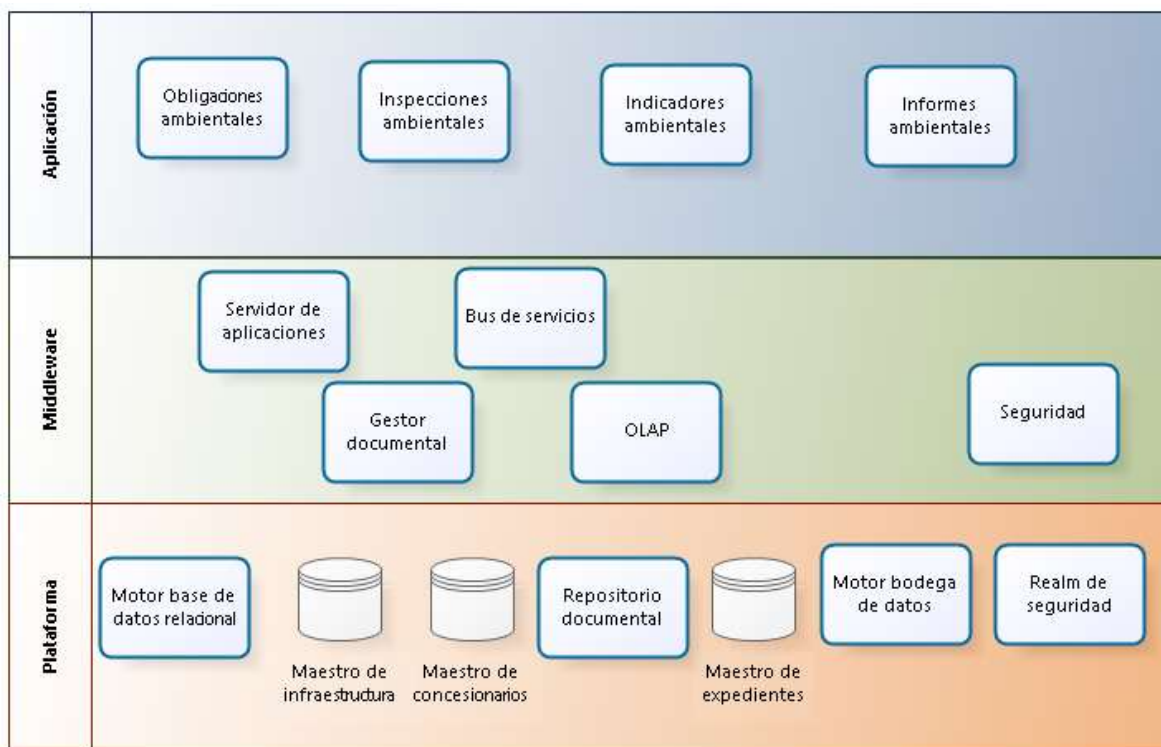 Aplicación
Obligaciones
ambientales
Inspecciones
ambientales
Indicadores
ambientales
Informes
ambientales
Middleware
Servidor de
aplicaciones
Bus de servicios
Gestor
documental
OLAP
Seguridad
Plataforma
Motor base de
datos relacional
Maestro de
infraestructura
Maestro de
concesionarios
Repositorio
documental
Maestro de
expedientes
Motor bodega
de datos
Realm de
seguridad